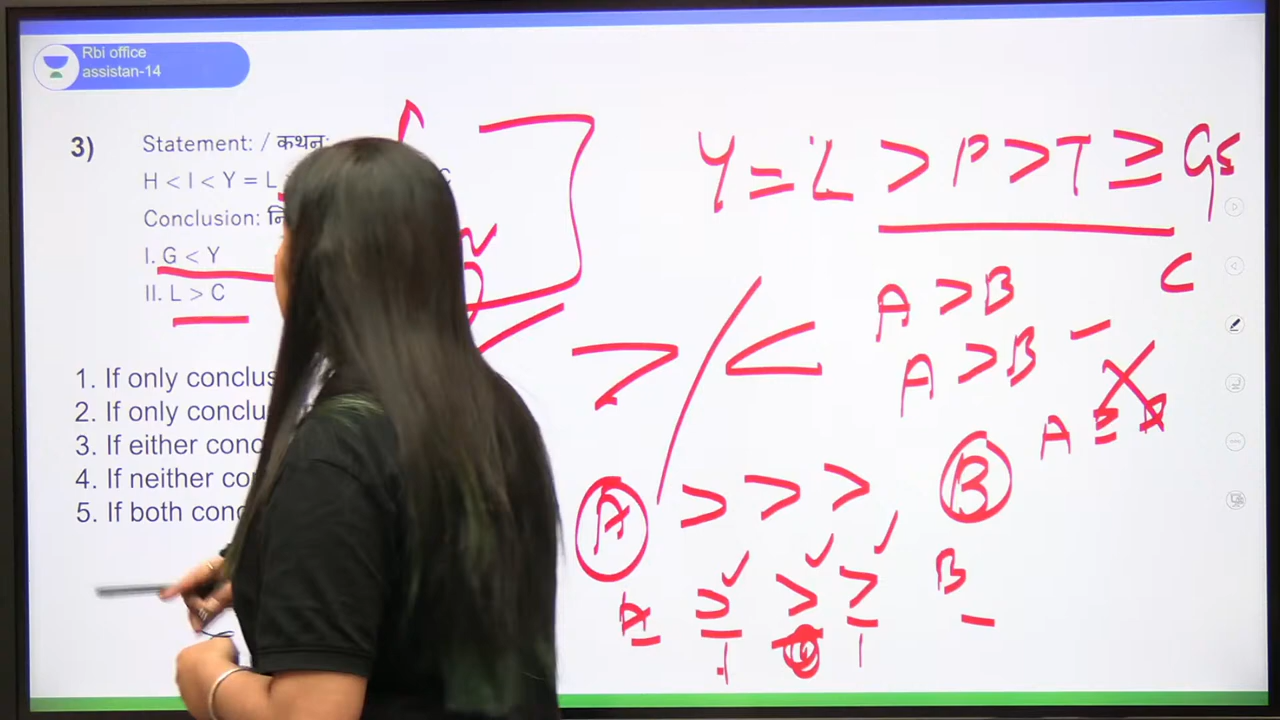 Rbi office
assistan-14
3) Statement: / कथन:
H < I < Y = L C
Conclusion:
I. G < Y
II. L > C
1. If only conclus
2. If only conclu
3. If either conc
4. If neither co
5. If both conc
Y = L > P > T ≥ Gs
C
A > B
A > B
A
> / <
A > > > B
A > > > B